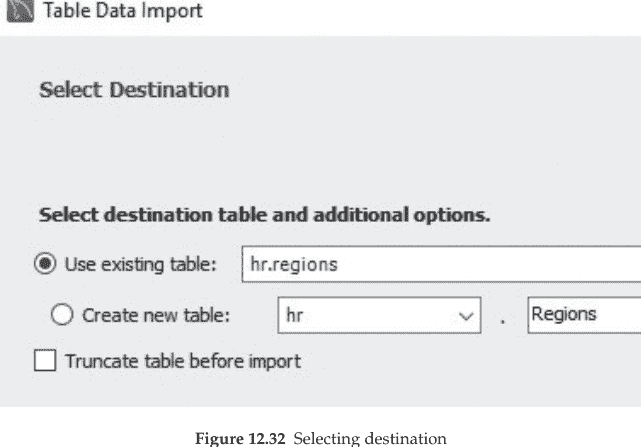 Table Data Import
Select Destination
Select destination table and additional options.
Use existing table: hr.regions
Create new table: hr . Regions
Truncate table before import
Figure 12.32 Selecting destination